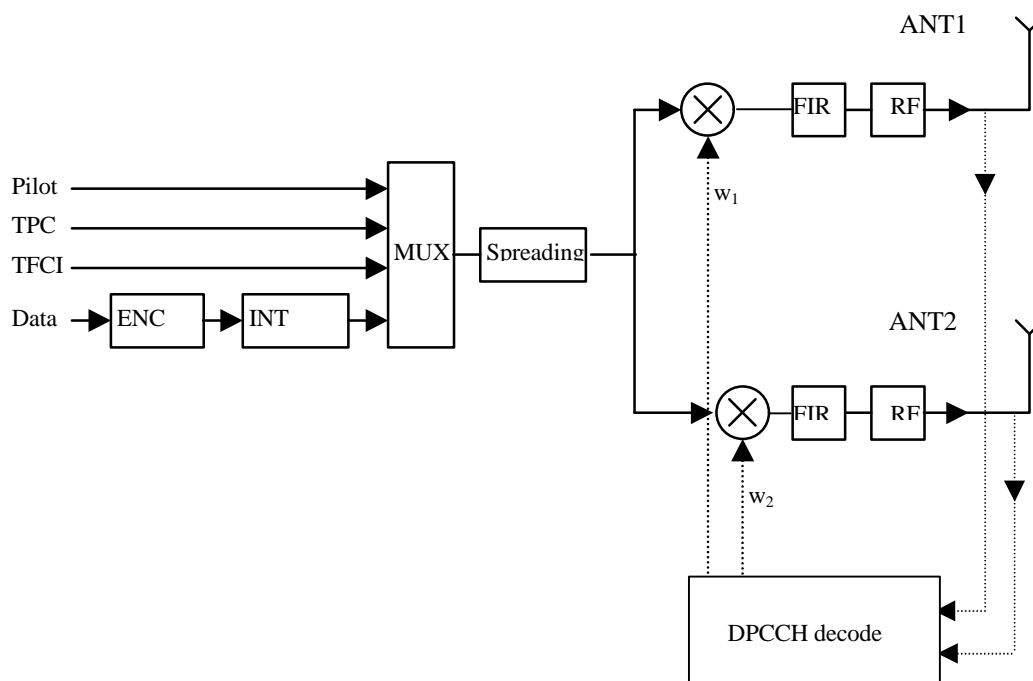 ANT1
FIR
RF
Pilot
w1
TPC
MUX
Spreading
TFCI
Data
ENC
INT
ANT2
FIR
RF
w2
DPCCH decode